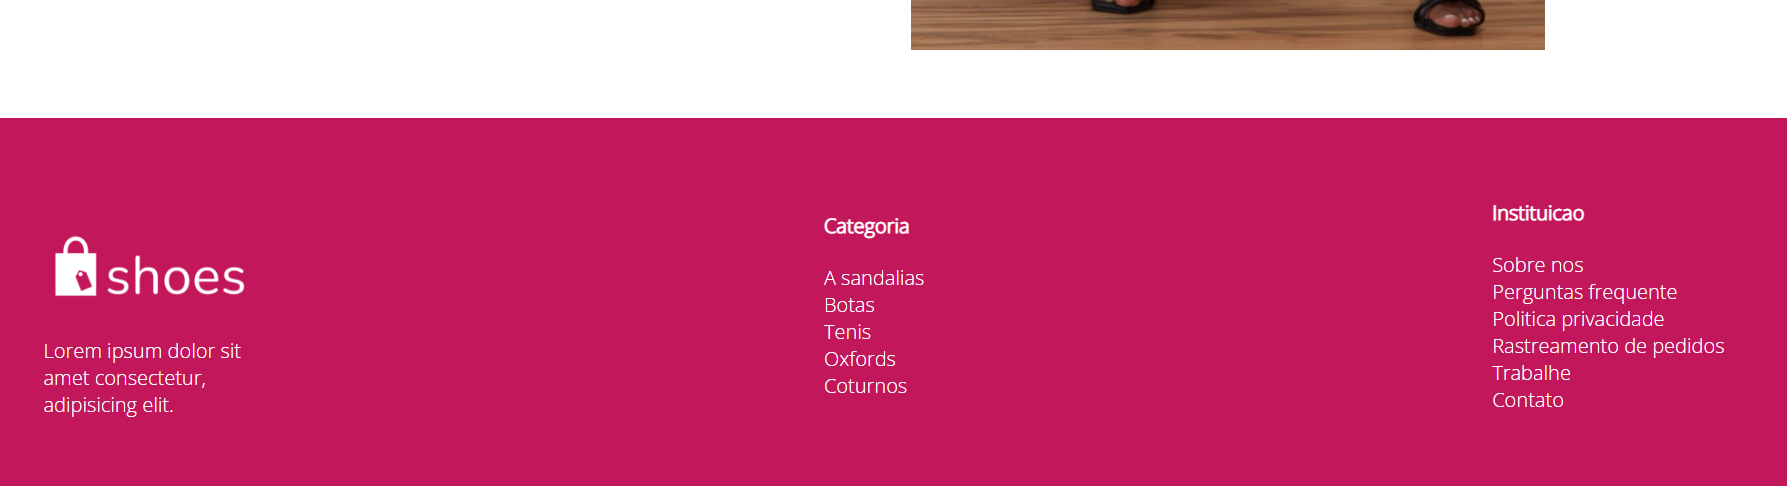 shoes
Lorem ipsum dolor sit
amet consectetur,
adipisicing elit.
Categoria
A sandalias
Botas
Tenis
Oxfords
Coturnos
Instituicao
Sobre nos
Perguntas frequente
Politica privacidade
Rastreamento de pedidos
Trabalhe
Contato